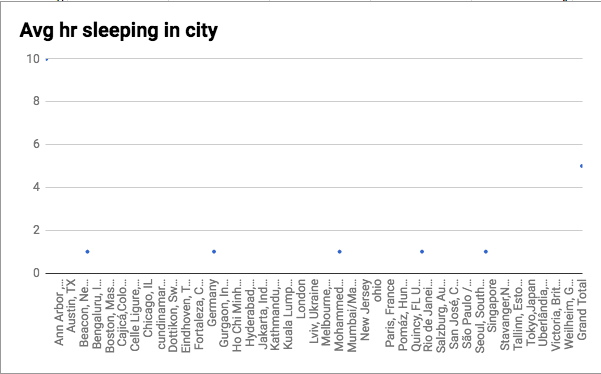 Avg hr sleeping in city
10
8
6
4
2
0
Ann Arbor ,...
Austin, TX
Beacon, Ne...
Bengaluru, I...
Boston, Mas...
Cajicá,Colo...
Celle Ligure,...
Chicago, IL
cundinamar...
Dottikon, Sw...
Eindhoven, T...
Fortaleza, C...
Germany
Gurgaon, In...
Ho Chi Minh...
Hyderabad,...
Jakarta, Ind...
Kathmandu,...
Kuala Lump...
London
Lviv, Ukraine
Melbourne,...
Mohammed...
Mumbai/Ma...
New Jersey
ohio
Paris, France
Pomáz, Hun...
Quincy, FL U...
Rio de Janei...
Salzburg, Au...
San José, C...
São Paulo /...
Seoul, South...
Singapore
Stavanger,N...
Tallinn, Esto...
Tokyo,Japan
Uberlândia,...
Victoria, Brit...
Weilheim, G...
Grand Total